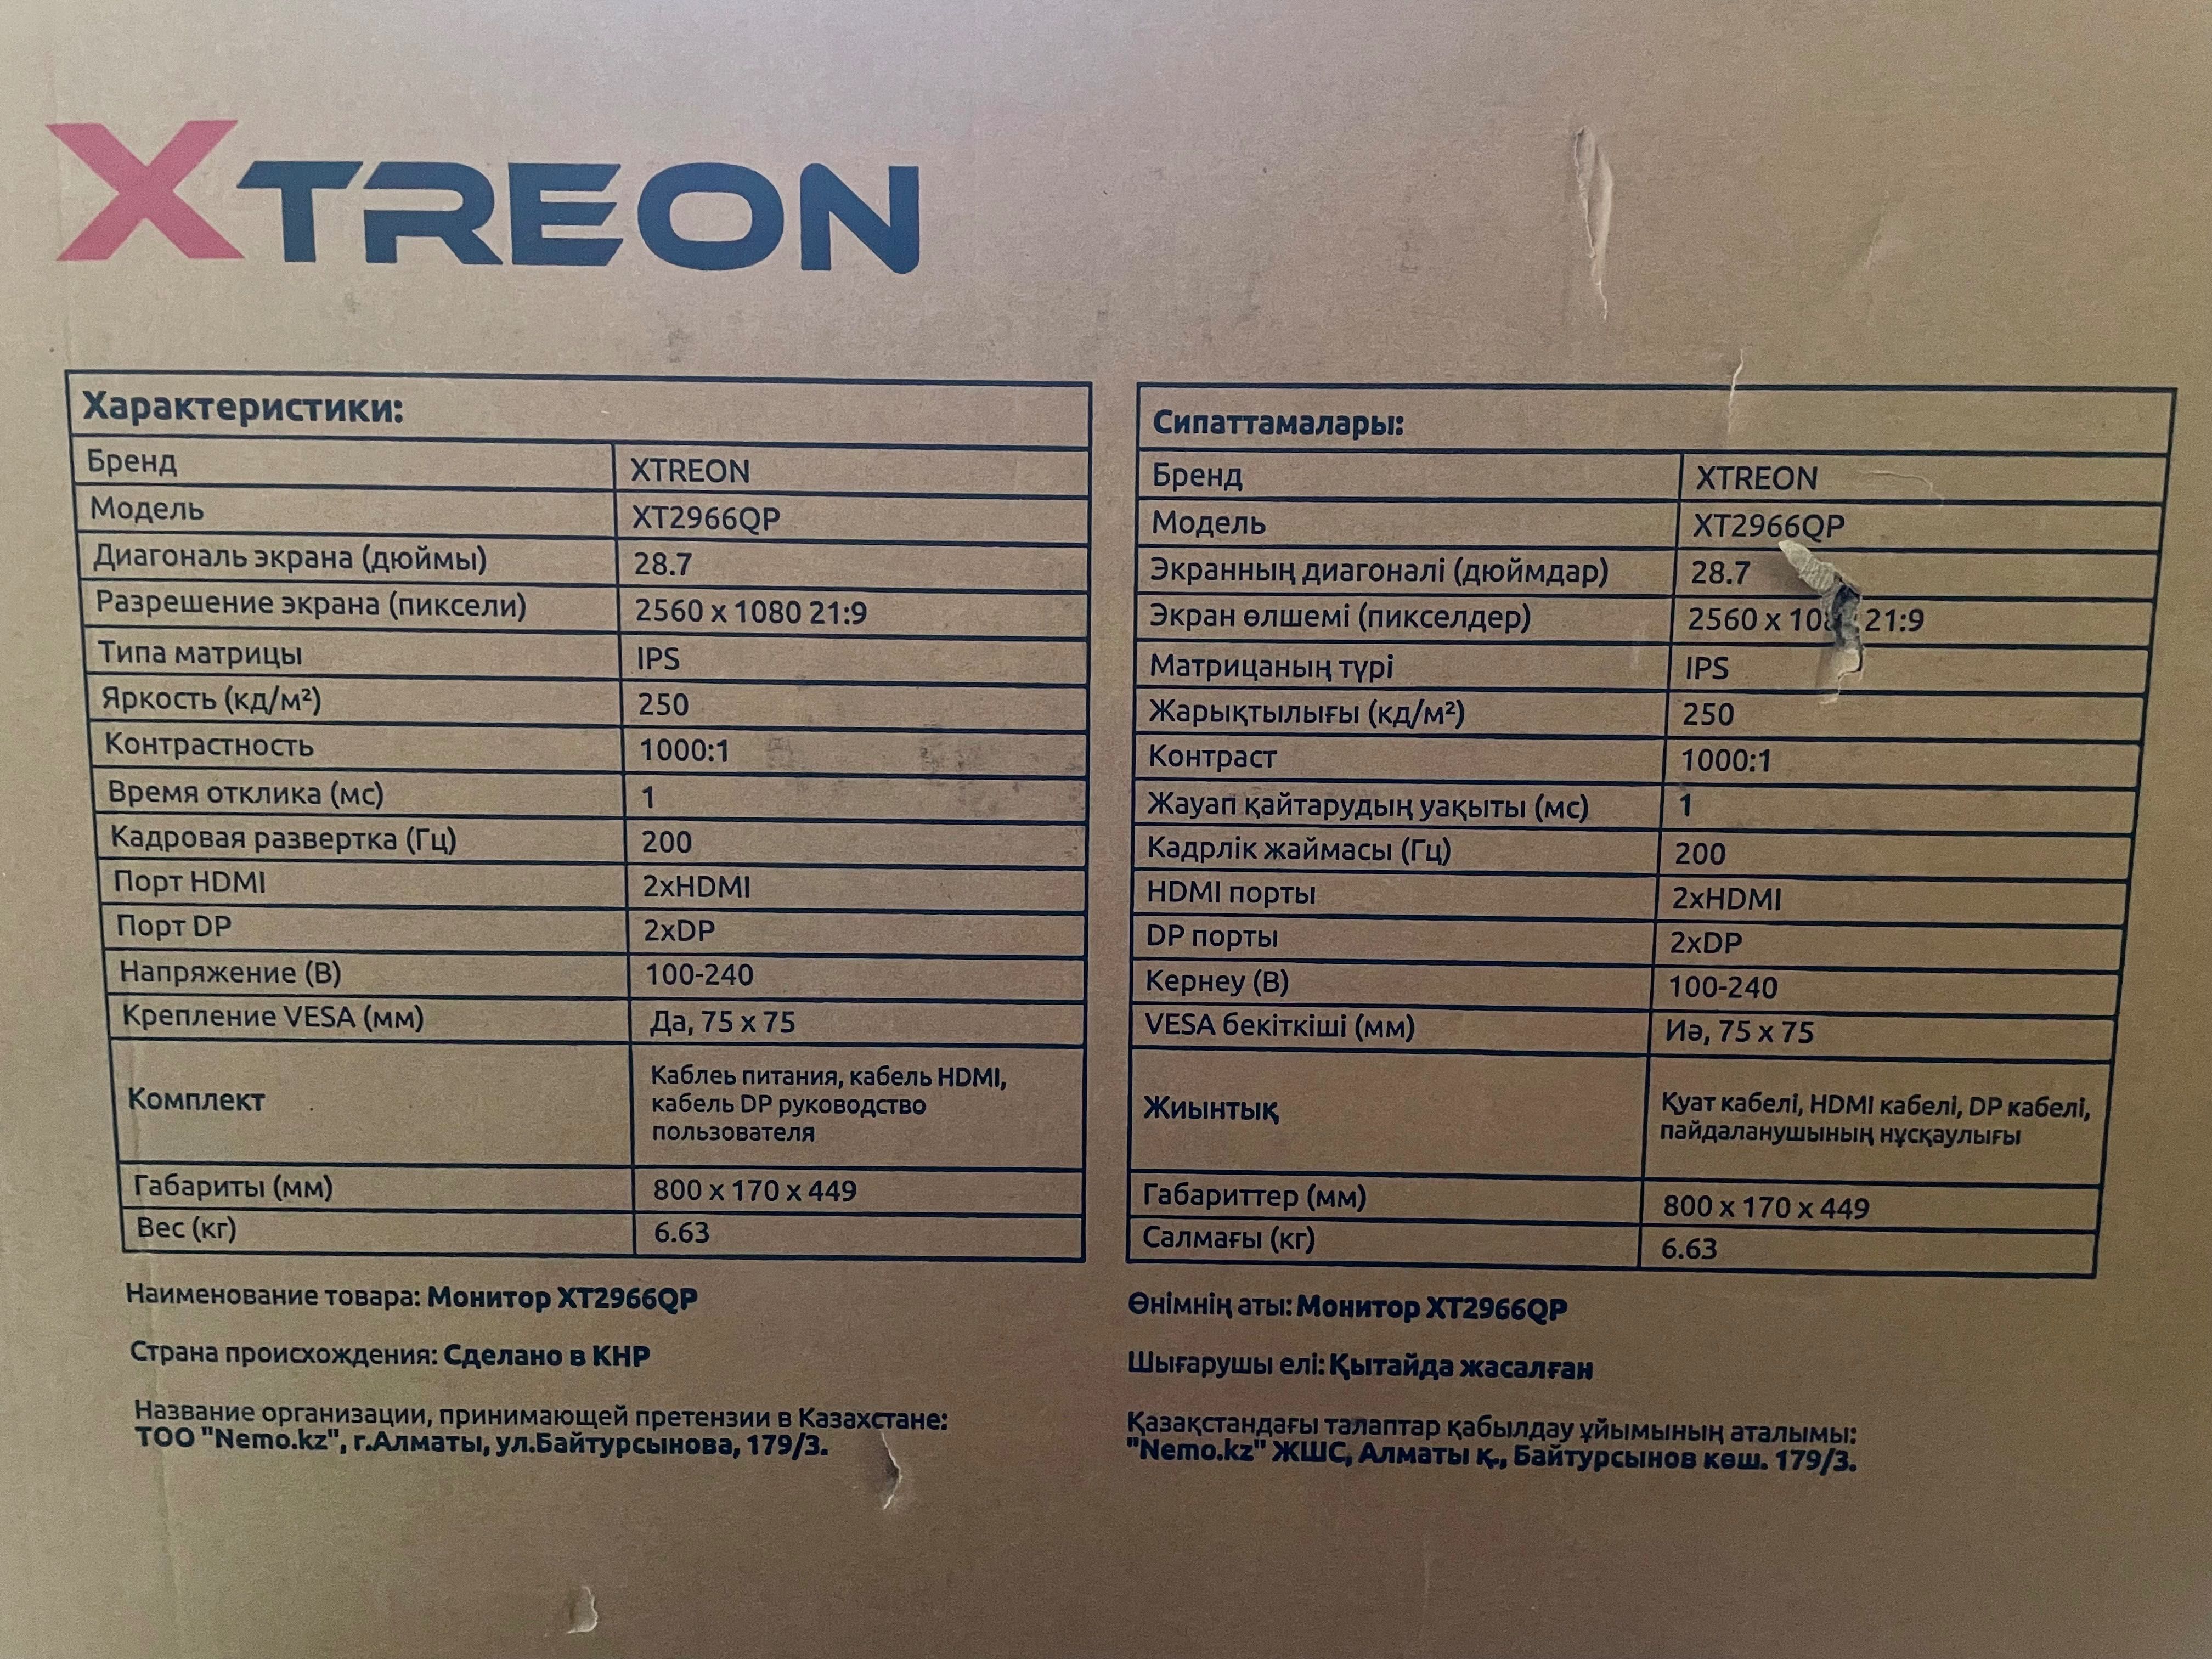 XTREON
Характеристики:
Бренд XTREON
Модель XT2966QP
Диагональ экрана (дюймы) 28.7
Разрешение экрана (пиксели) 2560 x 1080 21:9
Типа матрицы IPS
Яркость (кд/м²) 250
Контрастность 1000:1
Время отклика (мс) 1
Кадровая развертка (Гц) 200
Порт HDMI 2xHDMI
Порт DP 2xDP
Напряжение (В) 100-240
Крепление VESA (мм) Да, 75 x 75
Комплект
Каблеь питания, кабель HDMI,
кабель DP руководство
пользователя
Габариты (мм) 800 x 170 x 449
Вес (кг) 6.63
Наименование товара: Монитор XT2966QP
Страна происхождения: Сделано в КНР
Название организации, принимающей претензии в Казахстане:
ТОО "Nemo.kz", г.Алматы, ул.Байтурсынова, 179/3.
Сипаттамалары:
Бренд XTREON
Модель XT2966QP
Экранның диагоналі (дюймдар) 28.7
Экран өлшемі (пикселдер) 2560 x 21:9
Матрицаның түрі IPS
Жарықтылығы (кд/м²) 250
Контраст 1000:1
Жауап қайтарудың уақыты (мс) 1
Кадрлік жаймасы (Гц) 200
HDMI порты 2xHDMI
DP порты 2xDP
Кернеу (В) 100-240
VESA бекіткіші (мм) Иә, 75 x 75
Жиынтық
Қуат кабелі, HDMI кабелі, DP кабелі,
пайдаланушының нұсқаулығы
Габариттер (мм) 800 x 170 x 449
Салмағы (кг) 6.63
Өнімнің аты: Монитор XT2966QP
Шығарушы елі: Қытайда жасалған
Қазақстандағы талаптар қабылдау ұйымының аталымы:
"Nemo.kz" ЖШС, Алматы қ., Байтурсынов көш. 179/3.